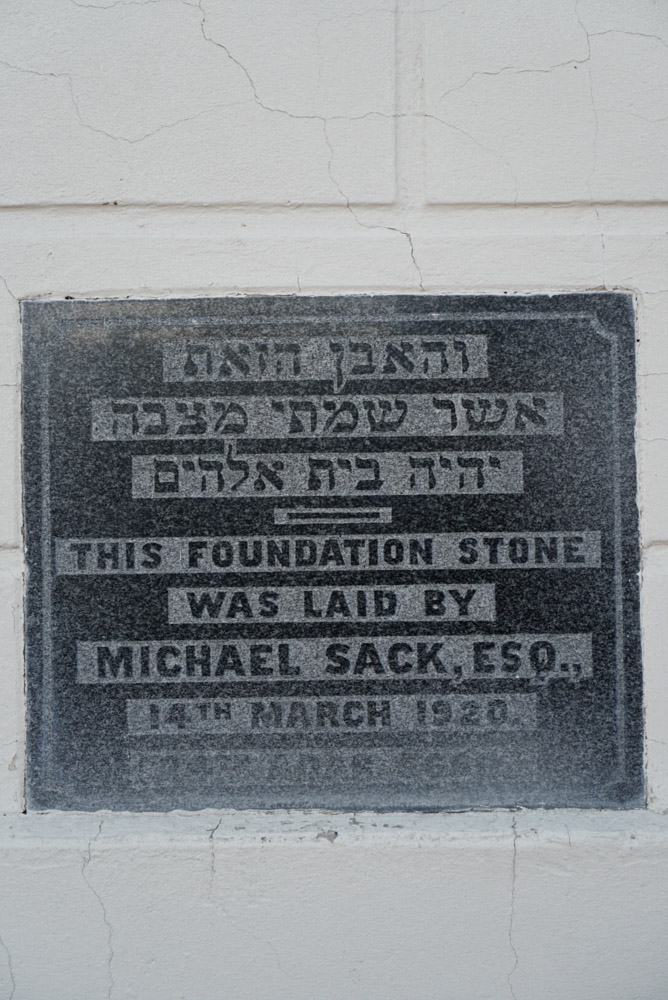 והאבן הזאת
אשר שמתי מצבה
יהיה בית אלהים
THIS FOUNDATION STONE
WAS LAID BY
MICHAEL SACK, ESQ.,
14TH MARCH 1920.
ADAR